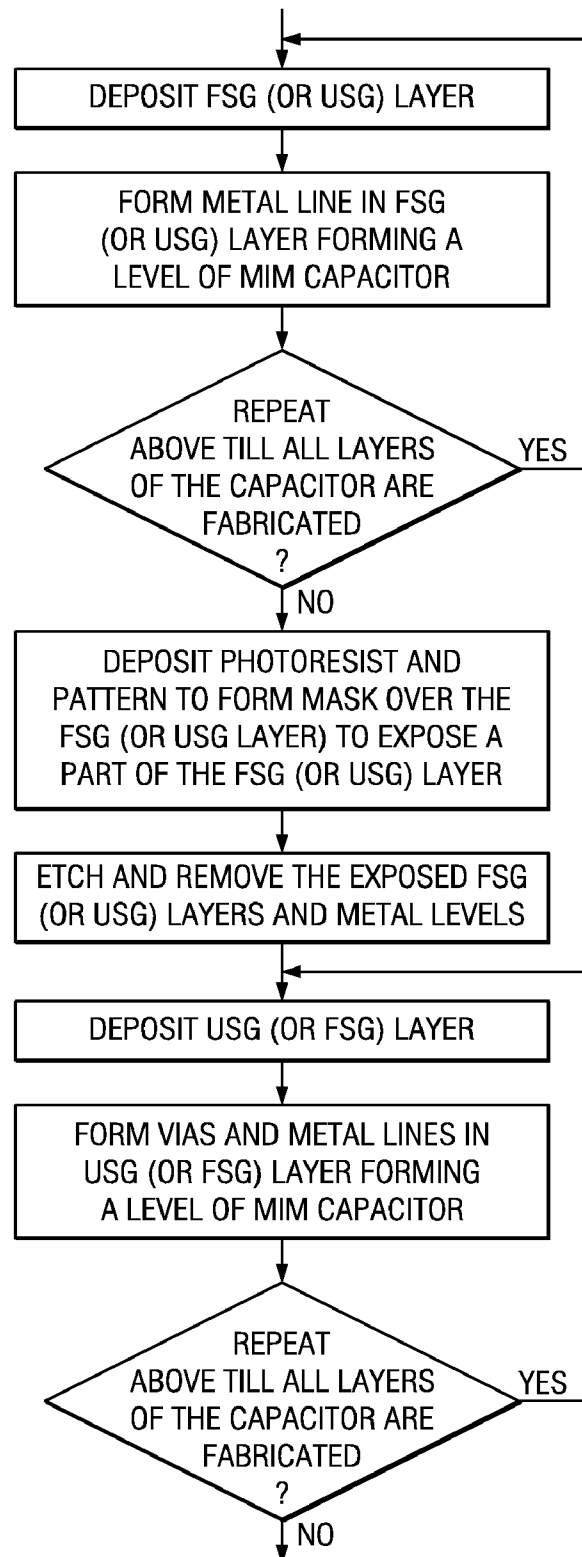 DEPOSIT FSG (OR USG) LAYER
FORM METAL LINE IN FSG
(OR USG) LAYER FORMING A
LEVEL OF MIM CAPACITOR
REPEAT
ABOVE TILL ALL LAYERS
OF THE CAPACITOR ARE
FABRICATED
?
YES
NO
DEPOSIT PHOTORESIST AND
PATTERN TO FORM MASK OVER THE
FSG (OR USG LAYER) TO EXPOSE A
PART OF THE FSG (OR USG) LAYER
ETCH AND REMOVE THE EXPOSED FSG
(OR USG) LAYERS AND METAL LEVELS
DEPOSIT USG (OR FSG) LAYER
FORM VIAS AND METAL LINES IN
USG (OR FSG) LAYER FORMING
A LEVEL OF MIM CAPACITOR
REPEAT
ABOVE TILL ALL LAYERS
OF THE CAPACITOR ARE
FABRICATED
?
YES
NO